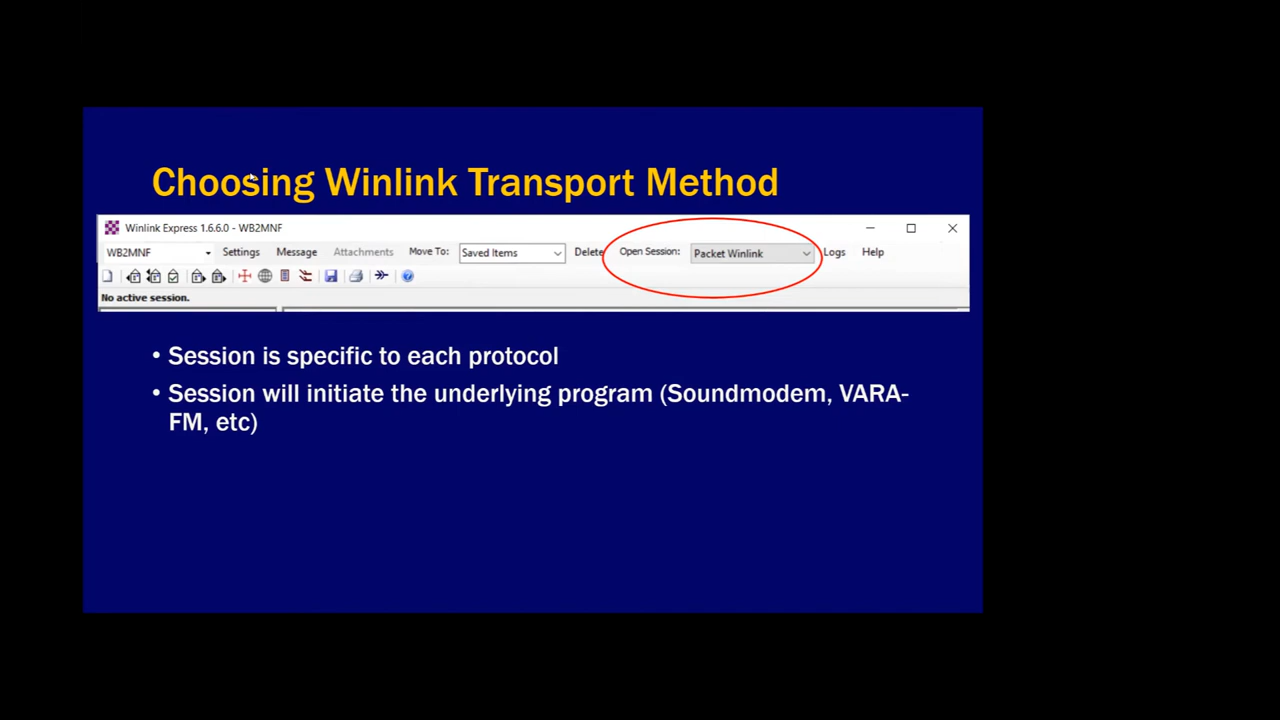 Choosing Winlink Transport Method
Winlink Express 1.6.6.0 - WB2MNF
WB2MNF Settings Message Attachments Move To: Saved Items Delete Open Session: Packet Winlink Logs Help
No active session.
• Session is specific to each protocol
• Session will initiate the underlying program (Soundmodem, VARA-
FM, etc)